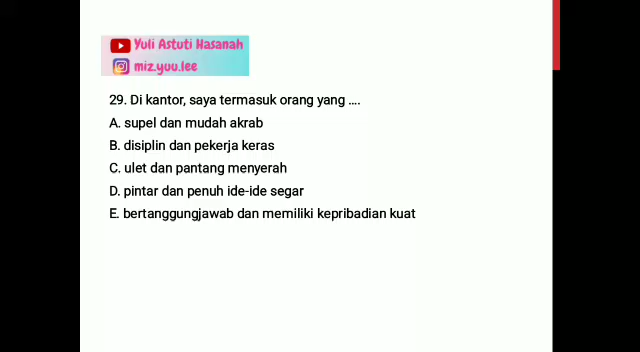 Yuli Astuti Hasanah
miz.yuu.lee
29. Di kantor, saya termasuk orang yang ....
A. supel dan mudah akrab
B. disiplin dan pekerja keras
C. ulet dan pantang menyerah
D. pintar dan penuh ide-ide segar
E. bertanggungjawab dan memiliki kepribadian kuat